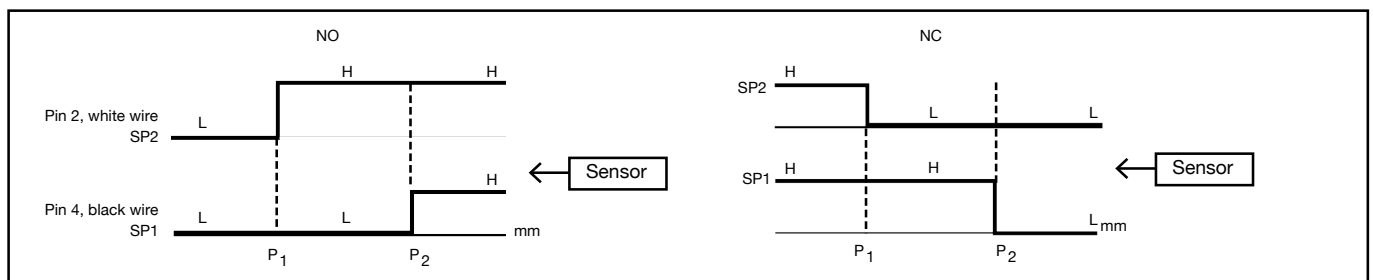 NO
H H
Pin 2, white wire L
SP2
Sensor
H
Pin 4, black wire L L
SP1 mm
P1 P2
NC
H
SP2
L L
Sensor
H H
SP1
L mm
P1 P2